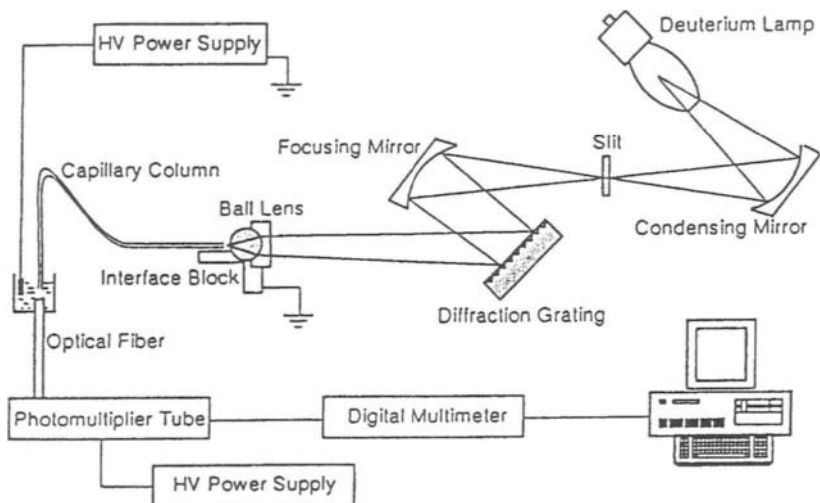 HV Power Supply
Deuterium Lamp
Focusing Mirror
Slit
Capillary Column
Ball Lens
Condensing Mirror
Interface Block
Diffraction Grating
Optical Fiber
Photomultiplier Tube
Digital Multimeter
HV Power Supply